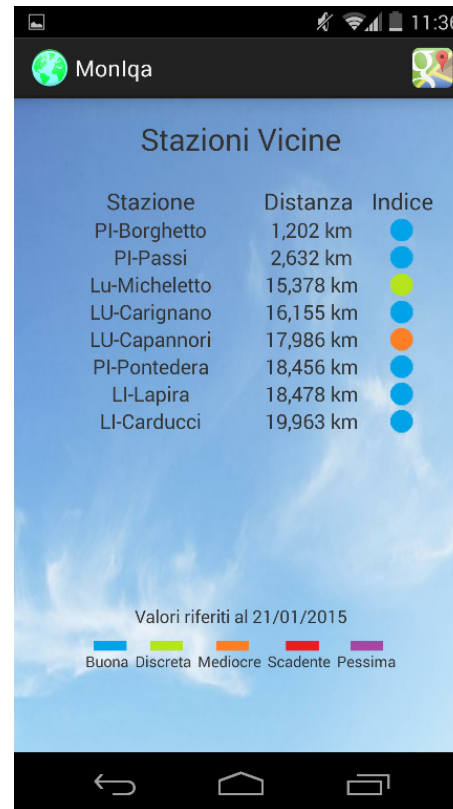 11:36
MonIqa
Stazioni Vicine
Stazione Distanza Indice
PI-Borghetto 1,202 km
PI-Passi 2,632 km
Lu-Micheletto 15,378 km
LU-Carignano 16,155 km
LU-Capannori 17,986 km
PI-Pontedera 18,456 km
LI-Lapira 18,478 km
LI-Carducci 19,963 km
Valori riferiti al 21/01/2015
Buona Discreta Mediocre Scadente Pessima